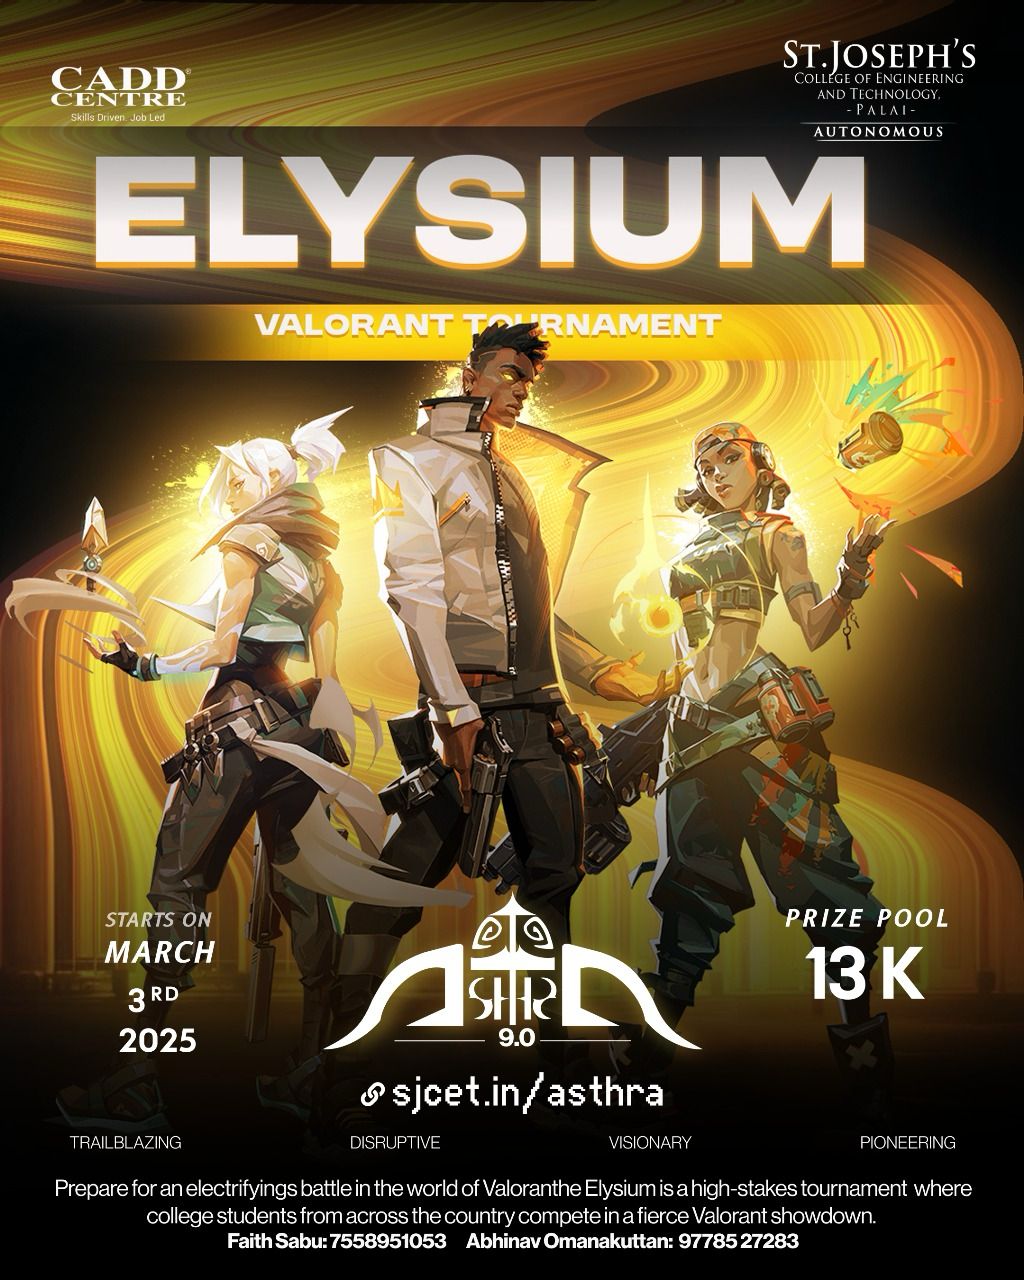 CADD
CENTRE®
Skills Driven. Job Led
ST.JOSEPH'S
COLLEGE OF ENGINEERING
AND TECHNOLOGY,
-PALAI-
AUTONOMOUS
ELYSIUM
VALORANT TOURNAMENT
STARTS ON
MARCH
3RD
2025
ASTHRA
9.0
PRIZE POOL
13K
sjcet.in/asthra
TRAILBLAZING DISRUPTIVE VISIONARY PIONEERING
Prepare for an electrifyings battle in the world of Valoranthe Elysium is a high-stakes tournament where
college students from across the country compete in a fierce Valorant showdown.
Faith Sabu: 7558951053 Abhinav Omanakuttan: 97785 27283